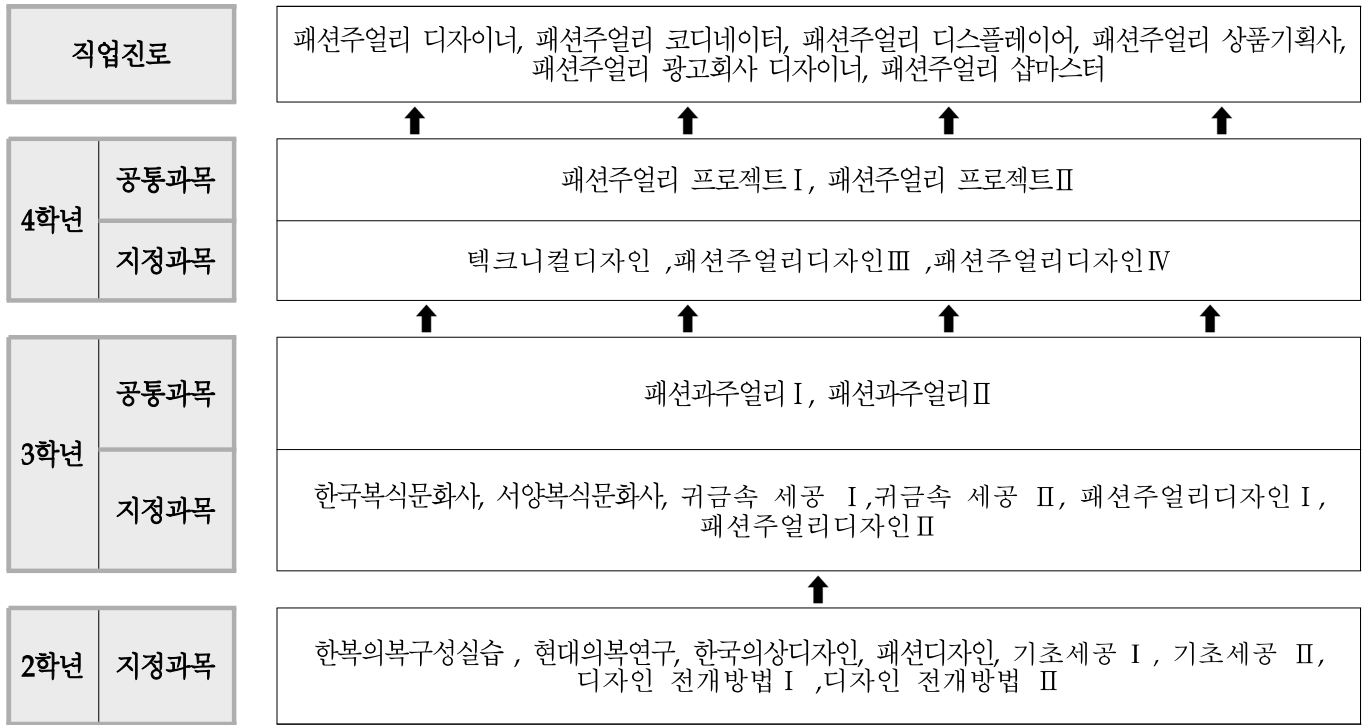 직업진로
패션주얼리 디자이너, 패션주얼리 코디네이터, 패션주얼리 디스플레이어, 패션주얼리 상품기획사,
패션주얼리 광고회사 디자이너, 패션주얼리 샵마스터
4학년
공통과목
패션주얼리 프로젝트Ⅰ, 패션주얼리 프로젝트Ⅱ
지정과목
텍크니컬디자인 ,패션주얼리디자인Ⅲ ,패션주얼리디자인Ⅳ
3학년
공통과목
패션과주얼리Ⅰ, 패션과주얼리Ⅱ
지정과목
한국복식문화사, 서양복식문화사, 귀금속 세공 Ⅰ,귀금속 세공 Ⅱ, 패션주얼리디자인Ⅰ,
패션주얼리디자인Ⅱ
2학년
지정과목
한복의복구성실습 , 현대의복연구, 한국의상디자인, 패션디자인, 기초세공 Ⅰ, 기초세공 Ⅱ,
디자인 전개방법Ⅰ ,디자인 전개방법 Ⅱ